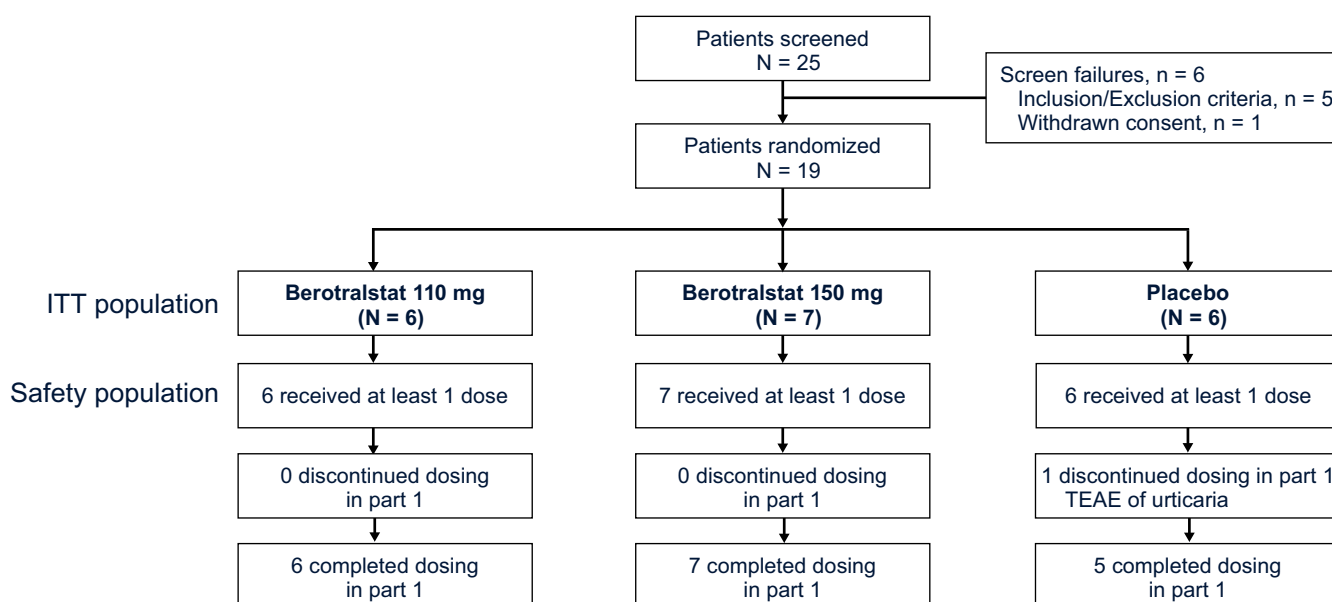 Patients screened
N = 25
Screen failures, n = 6
Inclusion/Exclusion criteria, n = 5
Withdrawn consent, n = 1
Patients randomized
N = 19
ITT population
Berotralstat 110 mg
(N = 6)
Berotralstat 150 mg
(N = 7)
Placebo
(N = 6)
Safety population
6 received at least 1 dose
7 received at least 1 dose
6 received at least 1 dose
0 discontinued dosing
in part 1
0 discontinued dosing
in part 1
1 discontinued dosing in part 1
TEAE of urticaria
6 completed dosing
in part 1
7 completed dosing
in part 1
5 completed dosing
in part 1